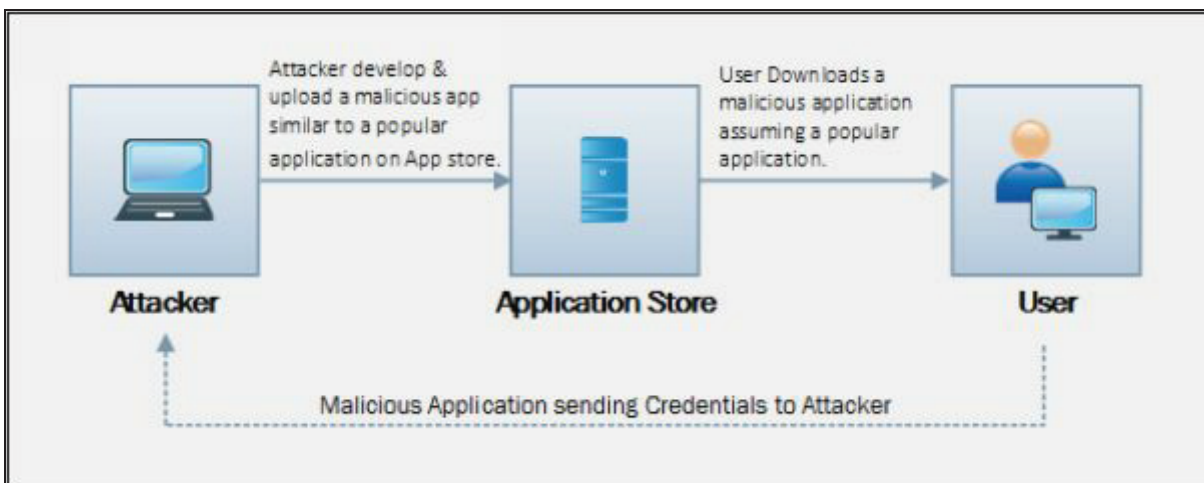 Attacker develop &
upload a malicious app
similar to a popular
application on App store.
User Downloads a
malicious application
assuming a popular
application.
Attacker
Application Store
User
Malicious Application sending Credentials to Attacker